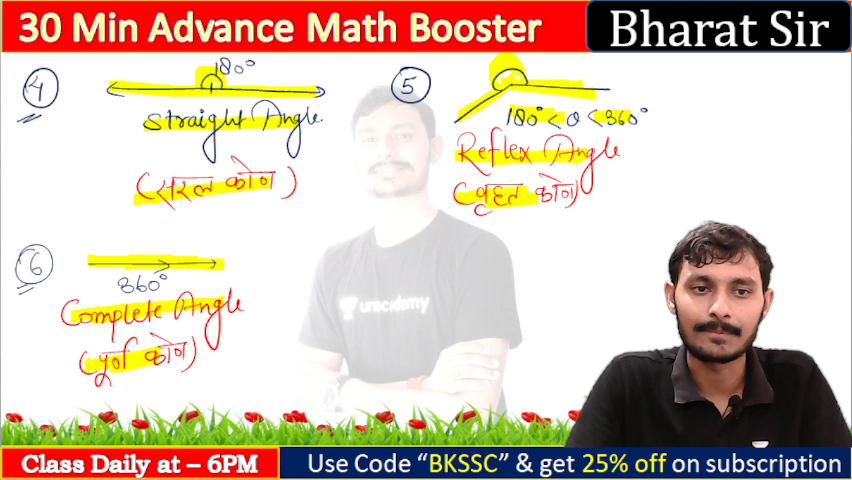 30 Min Advance Math Booster
Bharat Sir
4
180°
Straight Angle
(सरल कोण)
5
180° < θ < 360°
Reflex Angle
(वृहत कोण)
6
360°
Complete Angle
(पूर्ण कोण)
unacademy
Class Daily at – 6PM
Use Code “BKSSC” & get 25% off on subscription